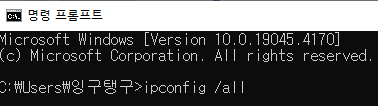 명령 프롬프트
Microsoft Windows [Version 10.0.19045.4170]
(c) Microsoft Corporation. All rights reserved.
C:₩Users₩잉구탱구>ipconfig /all